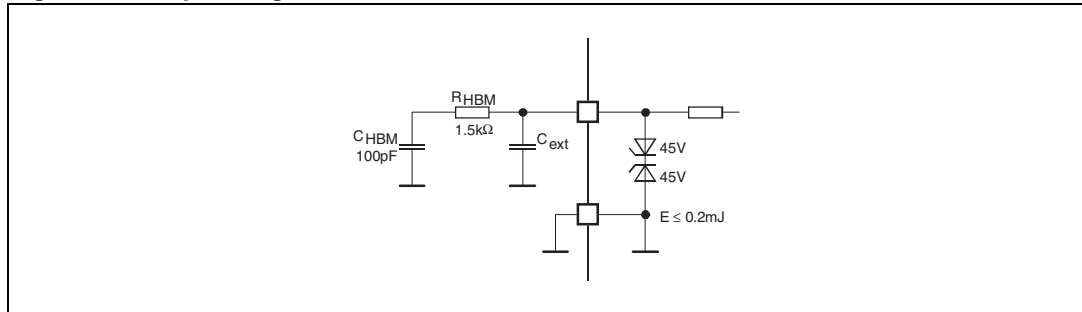 RHBM
1.5kΩ
CHBM
100pF
Cext
45V
45V
E ≤ 0.2mJ